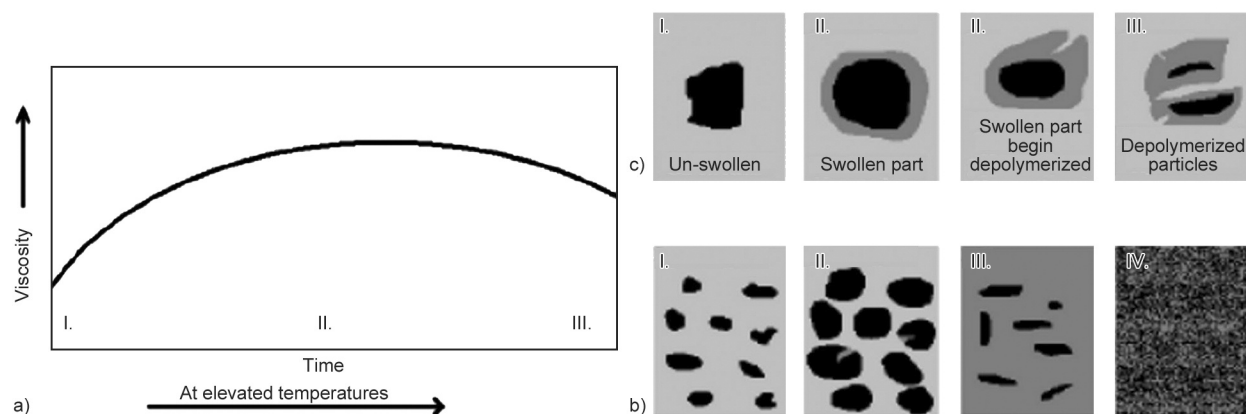 Viscosity
I. II. III.
Time
At elevated temperatures
a)
I. II. II. III.
c) Un-swollen Swollen part
Swollen part
begin
depolymerized
Depolymerized
particles
I. II. III. IV.
b)